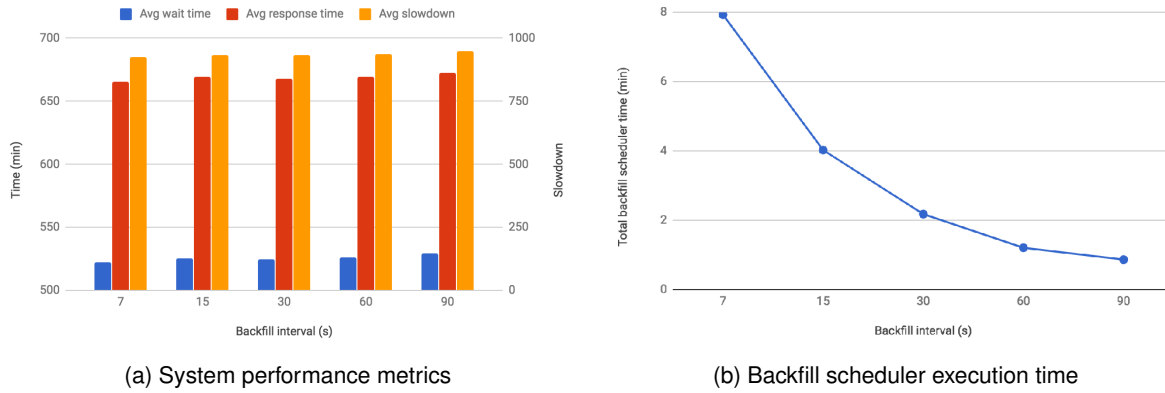 Avg wait time Avg response time Avg slowdown
700 1000
650 750
600 500
550 250
500 0
Time (min)
Slowdown
7 15 30 60 90
Backfill interval (s)
(a) System performance metrics
8
6
4
2
0
Total backfill scheduler time (min)
7 15 30 60 90
Backfill interval (s)
(b) Backfill scheduler execution time